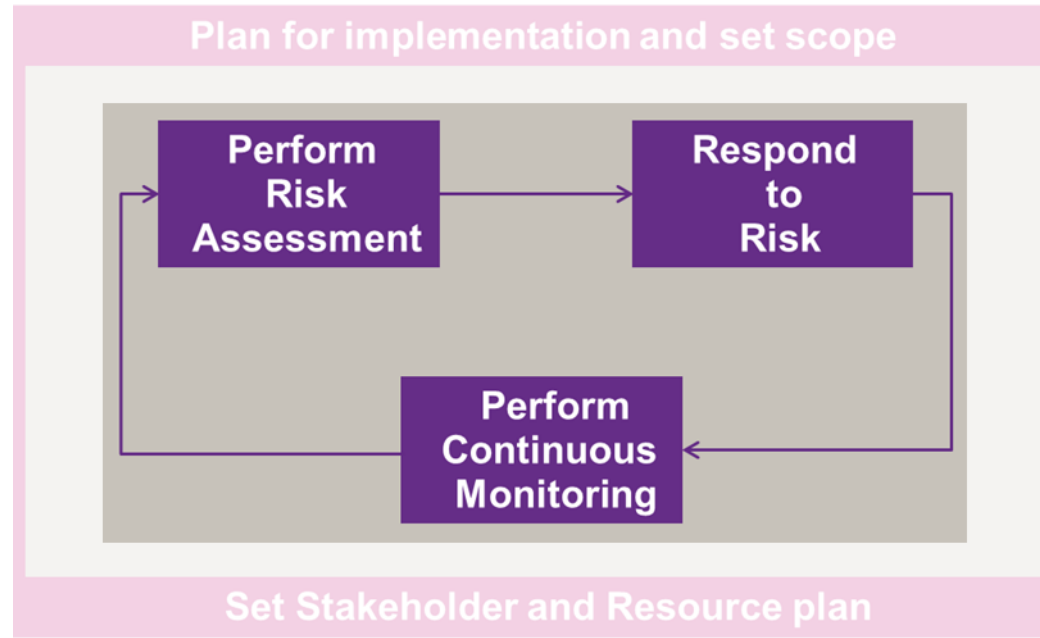 Plan for implementation and set scope
Perform
Risk
Assessment
Respond
to
Risk
Perform
Continuous
Monitoring
Set Stakeholder and Resource plan